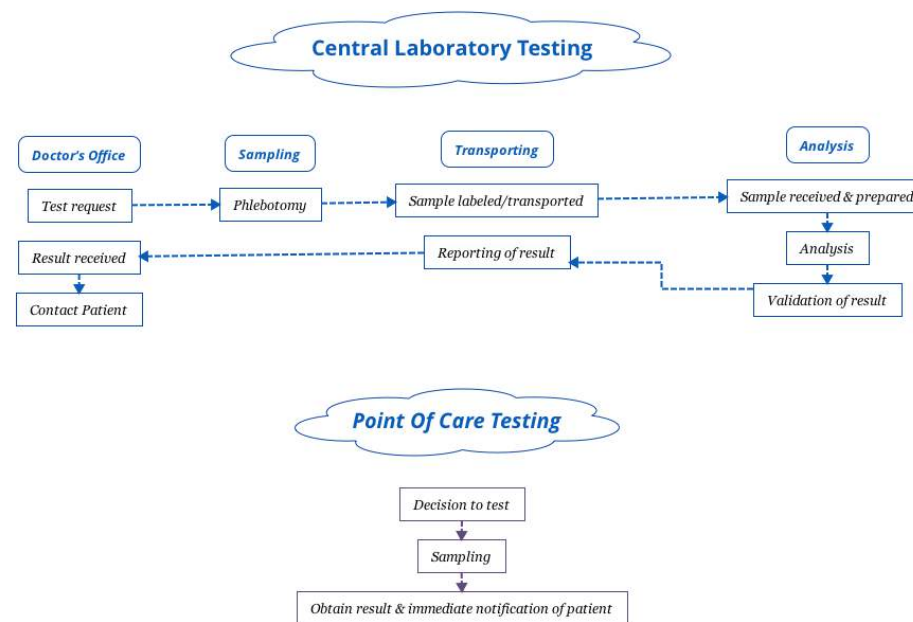 Central Laboratory Testing
Doctor's Office
Sampling
Transporting
Analysis
Test request
Phlebotomy
Sample labeled/transported
Sample received & prepared
Result received
Reporting of result
Analysis
Contact Patient
Validation of result
Point Of Care Testing
Decision to test
Sampling
Obtain result & immediate notification of patient